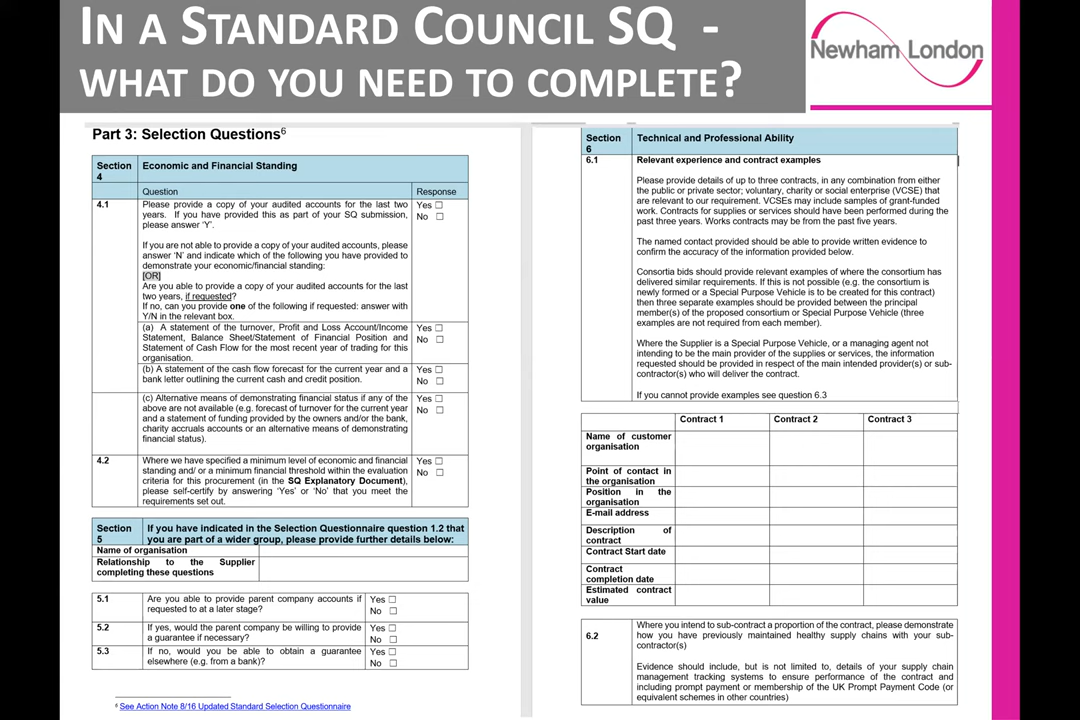 IN A STANDARD COUNCIL SQ -
WHAT DO YOU NEED TO COMPLETE?
Newham London
Part 3: Selection Questions6
Section
4
Economic and Financial Standing
Question
Response
4.1
Please provide a copy of your audited accounts for the last two
years. If you have provided this as part of your SQ submission,
please answer 'Y'.
If you are not able to provide a copy of your audited accounts, please
answer 'N' and indicate which of the following you have provided to
demonstrate your economic/financial standing:
[OR]
Are you able to provide a copy of your audited accounts for the last
two years, if requested?
If no, can you provide one of the following if requested: answer with
Y/N in the relevant box.
Yes ☐
No ☐
(a) A statement of the turnover, Profit and Loss Account/Income
Statement, Balance Sheet/Statement of Financial Position and
Statement of Cash Flow for the most recent year of trading for this
organisation.
Yes ☐
No ☐
(b) A statement of the cash flow forecast for the current year and a
bank letter outlining the current cash and credit position.
Yes ☐
No ☐
(c) Alternative means of demonstrating financial status if any of the
above are not available (e.g. forecast of turnover for the current year
and a statement of funding provided by the owners and/or the bank,
charity accruals accounts or an alternative means of demonstrating
financial status).
Yes ☐
No ☐
4.2
Where we have specified a minimum level of economic and financial
standing and/ or a minimum financial threshold within the evaluation
criteria for this procurement (in the SQ Explanatory Document),
please self-certify by answering 'Yes' or 'No' that you meet the
requirements set out.
Yes ☐
No ☐
Section
5
If you have indicated in the Selection Questionnaire question 1.2 that
you are part of a wider group, please provide further details below:
Name of organisation
Relationship to the Supplier
completing these questions
5.1
Are you able to provide parent company accounts if
requested to at a later stage?
Yes ☐
No ☐
5.2
If yes, would the parent company be willing to provide
a guarantee if necessary?
Yes ☐
No ☐
5.3
If no, would you be able to obtain a guarantee
elsewhere (e.g. from a bank)?
Yes ☐
No ☐
6 See Action Note 8/16 Updated Standard Selection Questionnaire
Section
6
Technical and Professional Ability
6.1
Relevant experience and contract examples
Please provide details of up to three contracts, in any combination from either
the public or private sector; voluntary, charity or social enterprise (VCSE) that
are relevant to our requirement. VCSEs may include samples of grant-funded
work. Contracts for supplies or services should have been performed during the
past three years. Works contracts may be from the past five years.
The named contact provided should be able to provide written evidence to
confirm the accuracy of the information provided below.
Consortia bids should provide relevant examples of where the consortium has
delivered similar requirements. If this is not possible (e.g. the consortium is
newly formed or a Special Purpose Vehicle is to be created for this contract)
then three separate examples should be provided between the principal
member(s) of the proposed consortium or Special Purpose Vehicle (three
examples are not required from each member).
Where the Supplier is a Special Purpose Vehicle, or a managing agent not
intending to be the main provider of the supplies or services, the information
requested should be provided in respect of the main intended provider(s) or sub-
contractor(s) who will deliver the contract.
If you cannot provide examples see question 6.3
Contract 1
Contract 2
Contract 3
Name of customer
organisation
Point of contact in
the organisation
Position in the
organisation
E-mail address
Description of
contract
Contract Start date
Contract
completion date
Estimated contract
value
6.2
Where you intend to sub-contract a proportion of the contract, please demonstrate
how you have previously maintained healthy supply chains with your sub-
contractor(s)
Evidence should include, but is not limited to, details of your supply chain
management tracking systems to ensure performance of the contract and
including prompt payment or membership of the UK Prompt Payment Code (or
equivalent schemes in other countries)